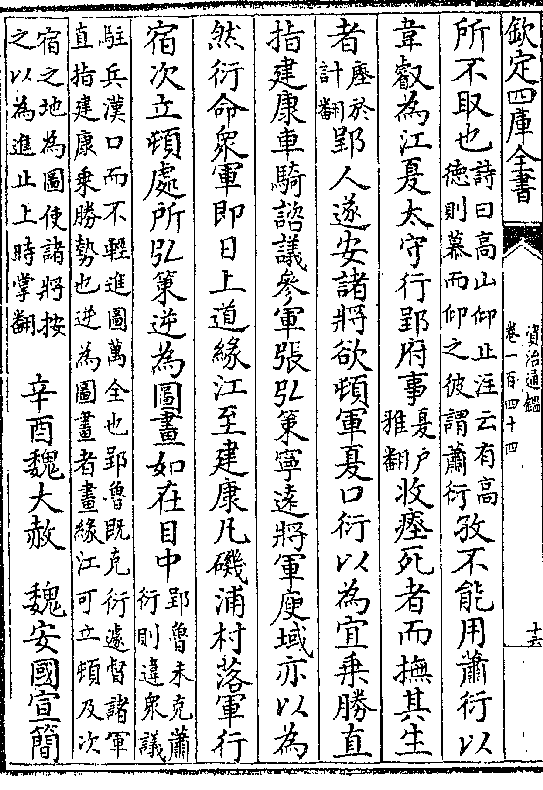 欽定四庫全書
資治通鑑
卷一百四十四
十五
所不取也
詩曰高山仰止注云有高
德則慕而仰之彼謂蕭衍
孜不能用蕭衍以
韋叡為江夏太守行郢府事
夏户
雅翻
收瘞死者而撫其生
者
瘞於
計翻
郢人遂安諸將欲頓軍夏口衍以為宜乘勝直
指建康車騎諮議參軍張弘策寧遠將軍庾域亦以為
然衍命衆軍即日上道緣江至建康凡磯浦村落軍行
宿次立頓處所弘策逆為圖畫如在目中
郢魯未克蕭
衍則違衆議
駐兵漢口而不輕進圖萬全也郢魯既克衍遽督諸軍
直指建康乘勝勢也逆為圖畫者畫緣江可立頓及次
宿之地為圖使諸將按
之以為進止上時掌翻
辛酉魏大赦　魏安國宣簡